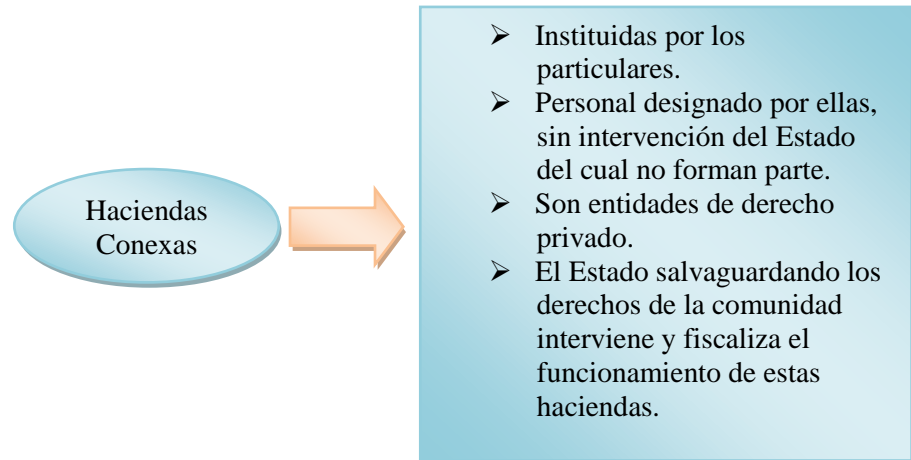 Haciendas
Conexas
➢ Instituidas por los
particulares.
➢ Personal designado por ellas,
sin intervención del Estado
del cual no forman parte.
➢ Son entidades de derecho
privado.
➢ El Estado salvaguardando los
derechos de la comunidad
interviene y fiscaliza el
funcionamiento de estas
haciendas.